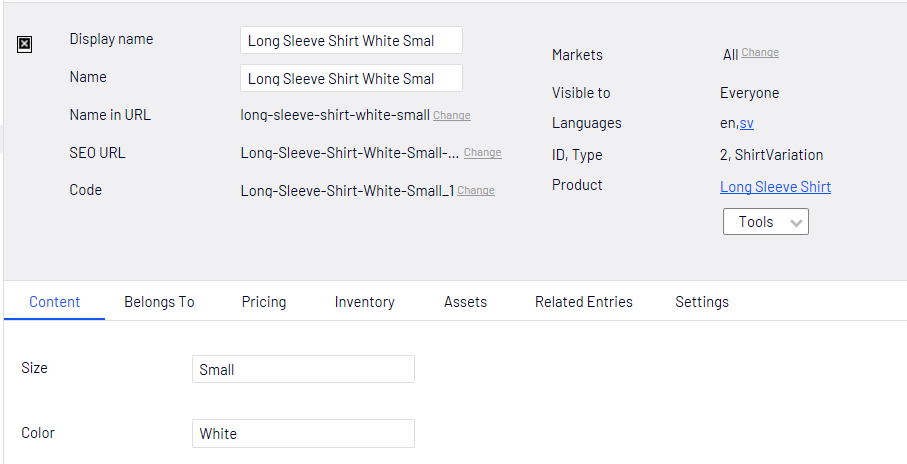 Display name Long Sleeve Shirt White Smal
Name Long Sleeve Shirt White Smal
Name in URL long-sleeve-shirt-white-small Change
SEO URL Long-Sleeve-Shirt-White-Small-... Change
Code Long-Sleeve-Shirt-White-Small_1 Change
Markets All Change
Visible to Everyone
Languages en,sv
ID, Type 2, ShirtVariation
Product Long Sleeve Shirt
Tools
Content Belongs To Pricing Inventory Assets Related Entries Settings
Size Small
Color White